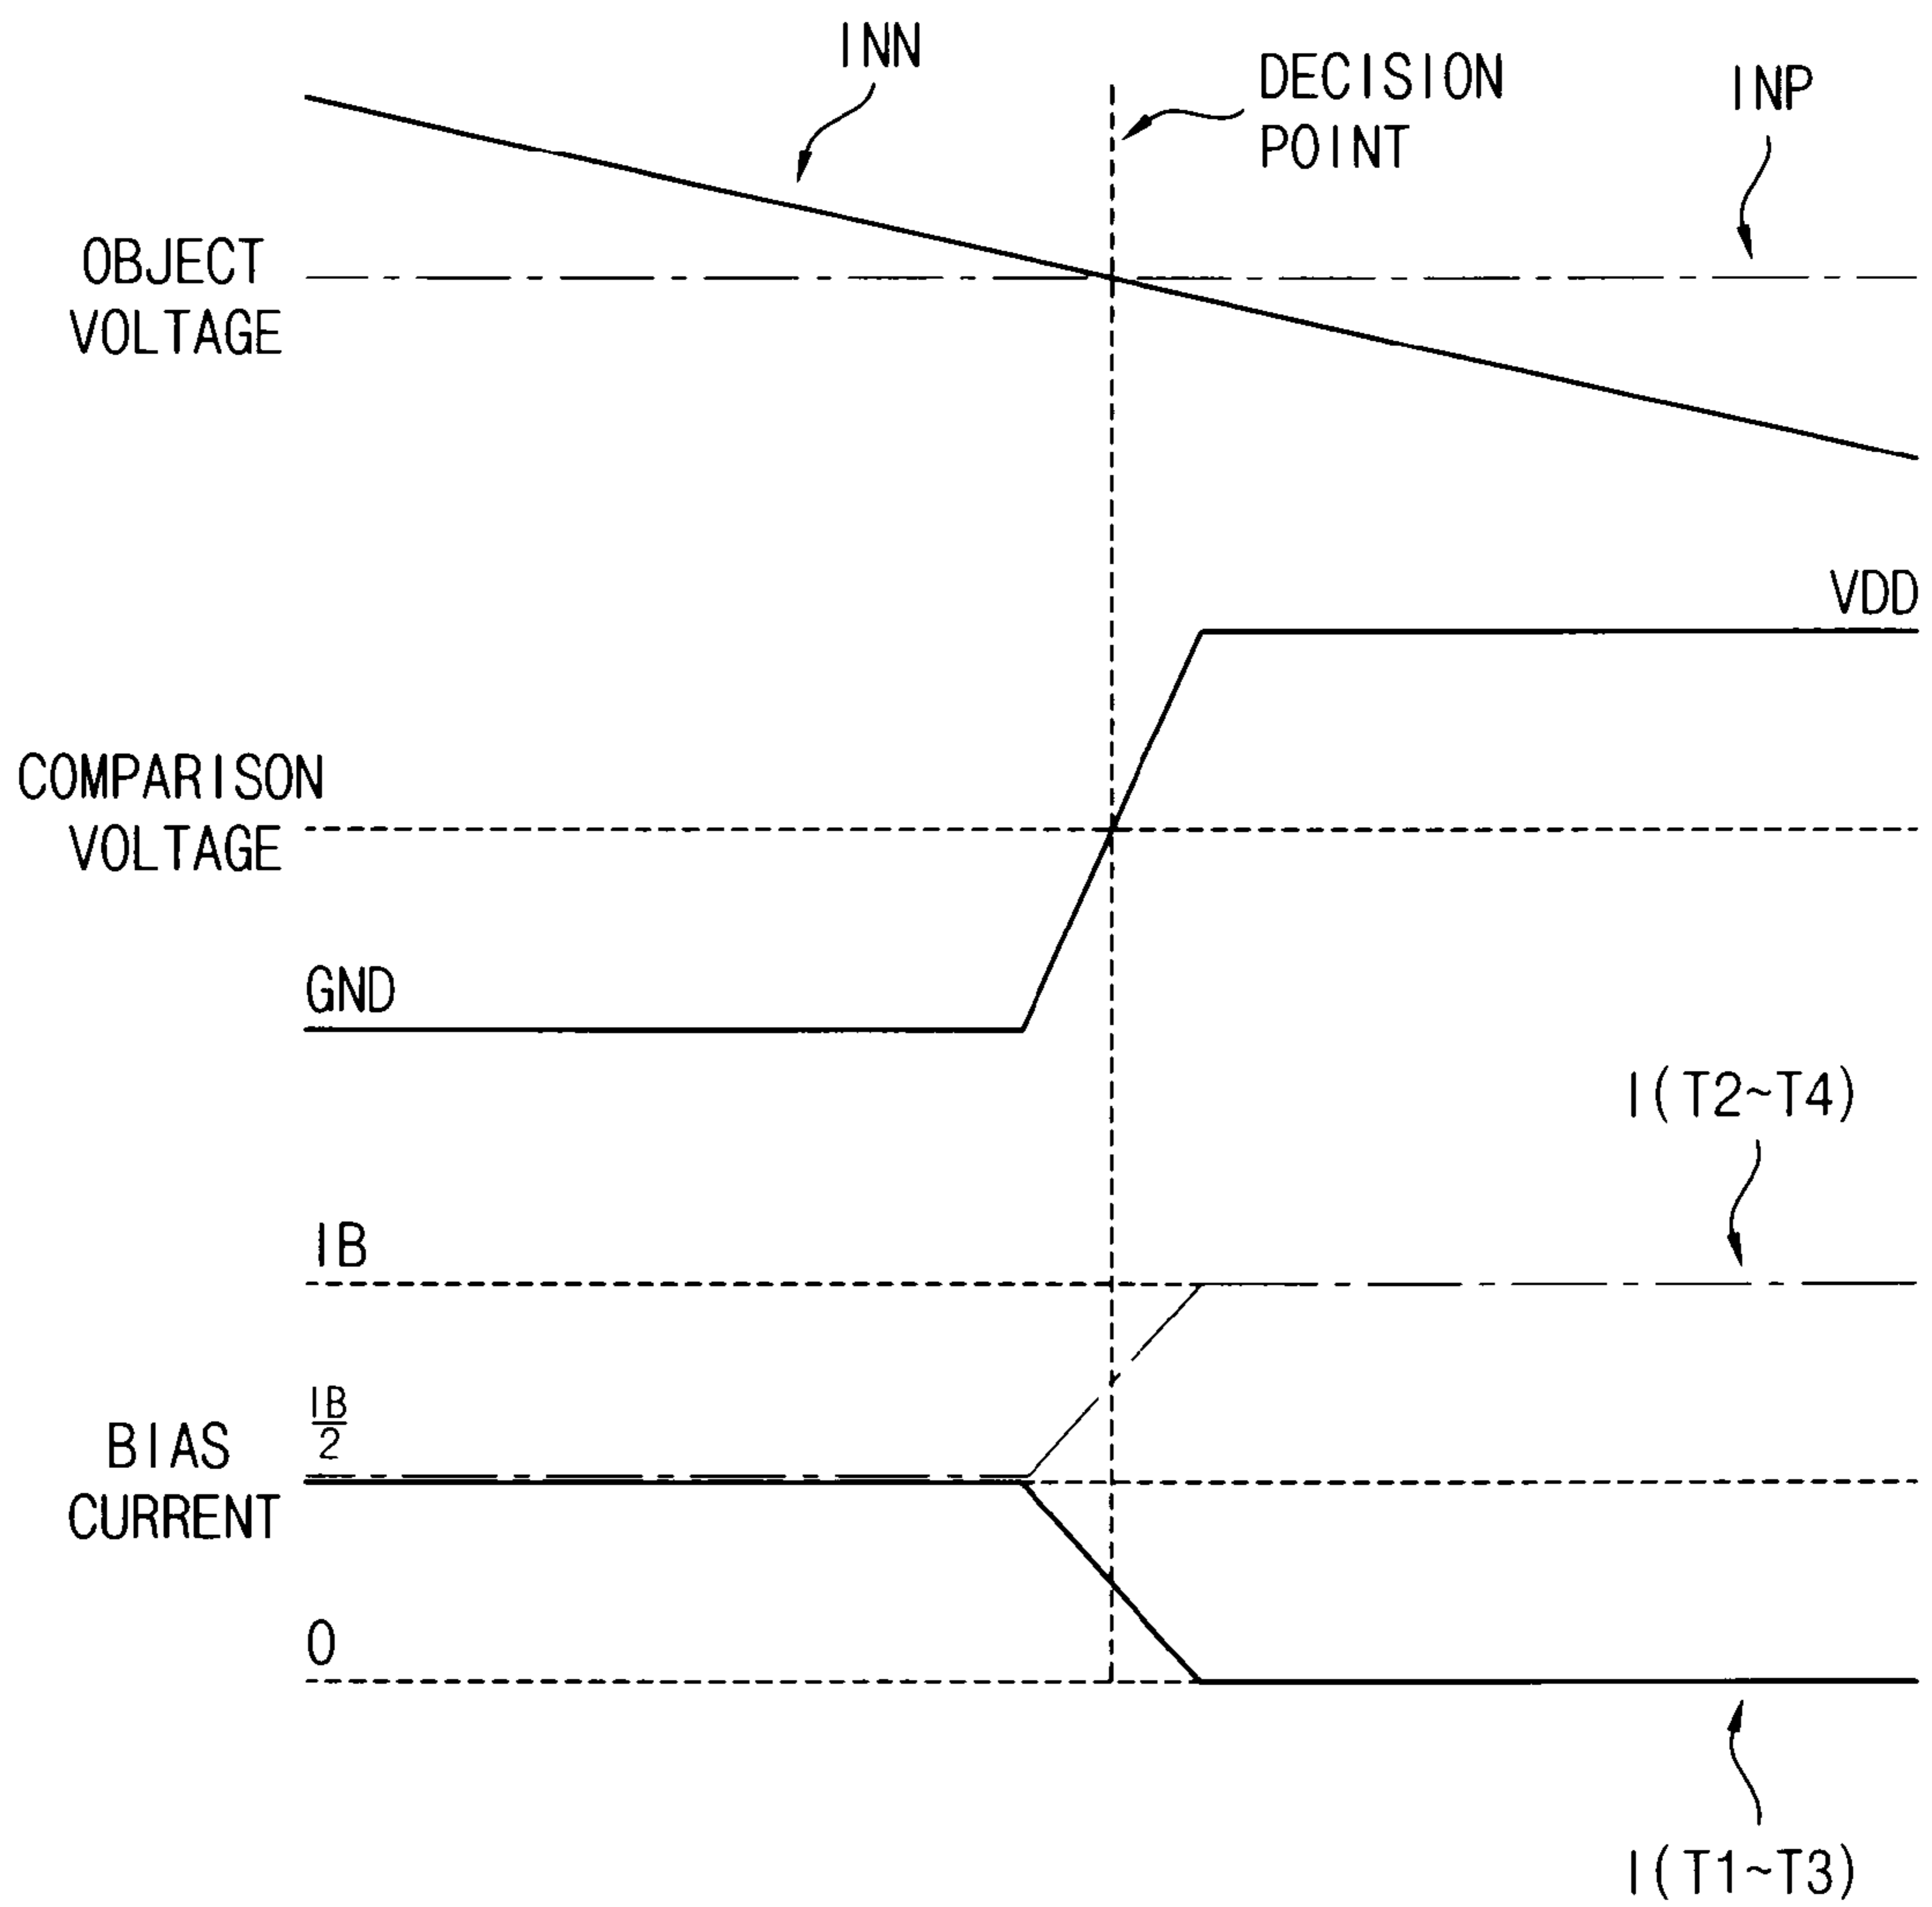 INN
DECISION
POINT
INP
OBJECT
VOLTAGE
VDD
COMPARISON
VOLTAGE
GND
I(T2~T4)
IB
IB
2
BIAS
CURRENT
0
I(T1~T3)